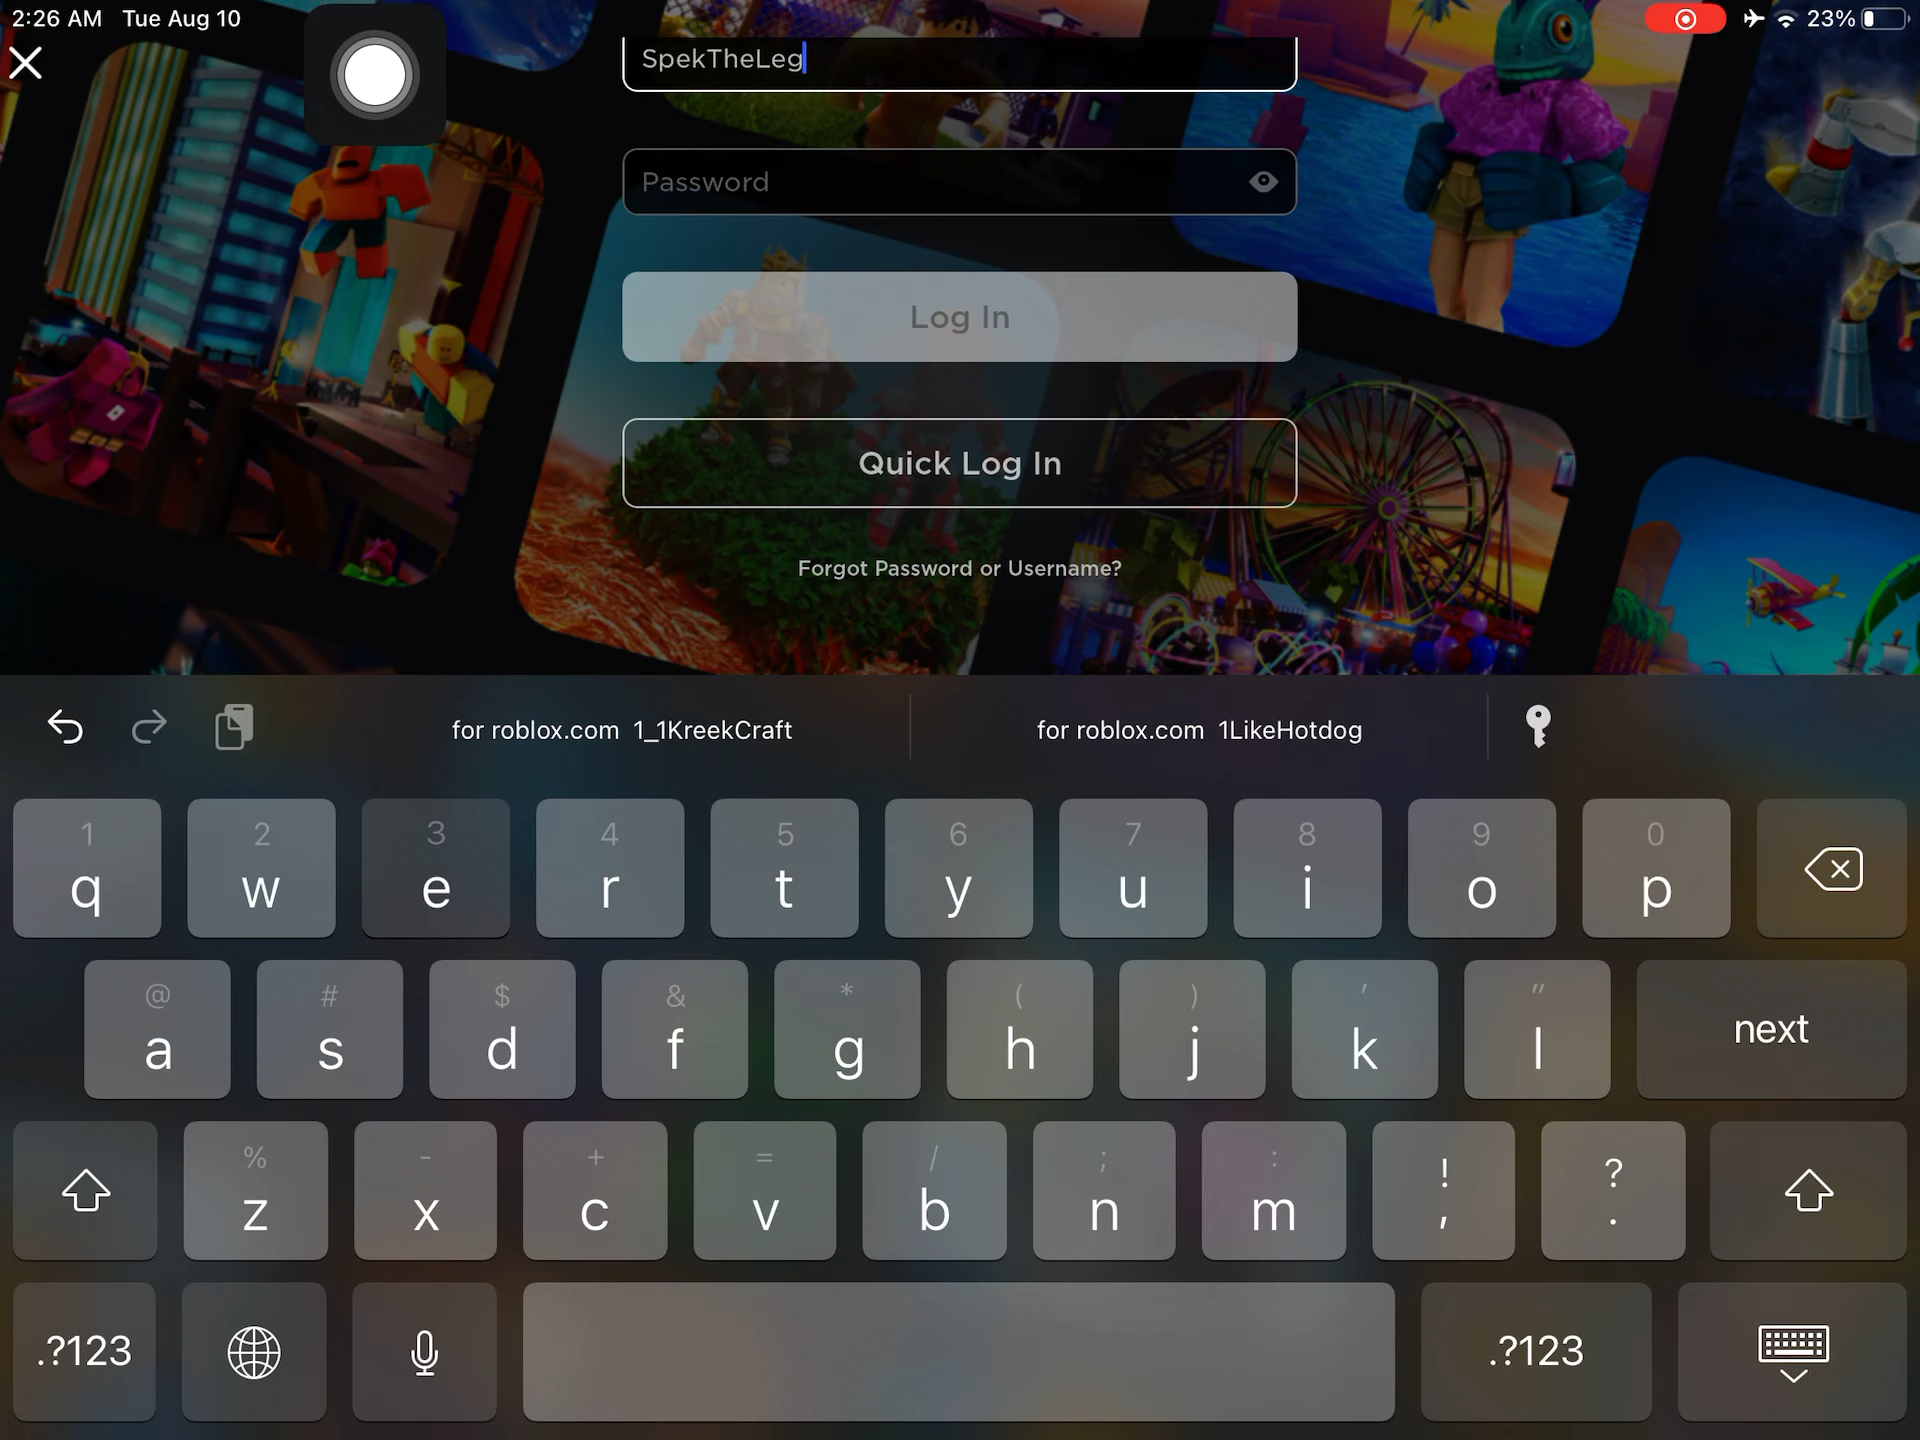 2:26 AM Tue Aug 10
23%
SpekTheLeg
Password
Log In
Quick Log In
Forgot Password or Username?
for roblox.com 1_1KreekCraft
for roblox.com 1LikeHotdog
1 2 3 4 5 6 7 8 9 0
q w e r t y u i o p
@ # $ & * ( ) ' "
a s d f g h j k l next
% - + = / ; : ! ?
z x c v b n m , .
.?123 .?123